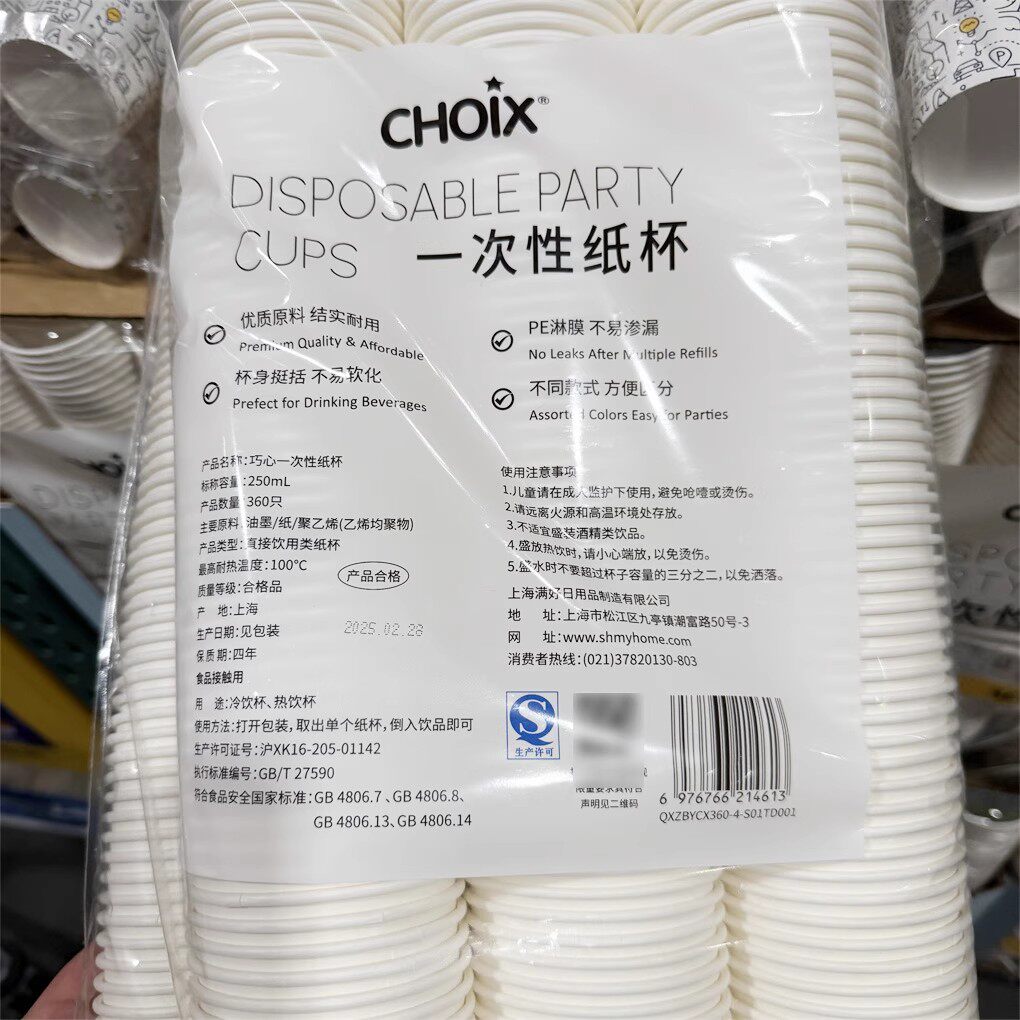 CHOiX®
DISPOSABLE PARTY
CUPS 一次性纸杯
优质原料 结实耐用
Premium Quality & Affordable
杯身挺括 不易软化
Prefect for Drinking Beverages
PE淋膜 不易渗漏
No Leaks After Multiple Refills
不同款式 方便区分
Assorted Colors Easy for Parties
产品名称：巧心一次性纸杯
标称容量：250mL
产品数量：360只
主要原料：油墨/纸/聚乙烯(乙烯均聚物)
产品类型：直接饮用类纸杯
最高耐热温度：100°C
质量等级：合格品
产品合格
产 地：上海
生产日期：见包装
2025.02.28
保质期：四年
食品接触用
用 途：冷饮杯、热饮杯
使用方法：打开包装，取出单个纸杯，倒入饮品即可
生产许可证号：沪XK16-205-01142
执行标准编号：GB/T 27590
符合食品安全国家标准：GB 4806.7、GB 4806.8、
GB 4806.13、GB 4806.14
使用注意事项
1.儿童请在成人监护下使用，避免呛噎或烫伤。
2.请远离火源和高温环境处存放。
3.不适宜盛装酒精类饮品。
4.盛放热饮时，请小心端放，以免烫伤。
5.盛水时不要超过杯子容量的三分之二，以免洒落。
上海满好日用品制造有限公司
地 址：上海市松江区九亭镇潮富路50号-3
网 址：www.shmyhome.com
消费者热线：(021)37820130-803
生产许可
限量要求其符合
声明见二维码
6 976766 214613
QXZBYCX360-4-S01TD001